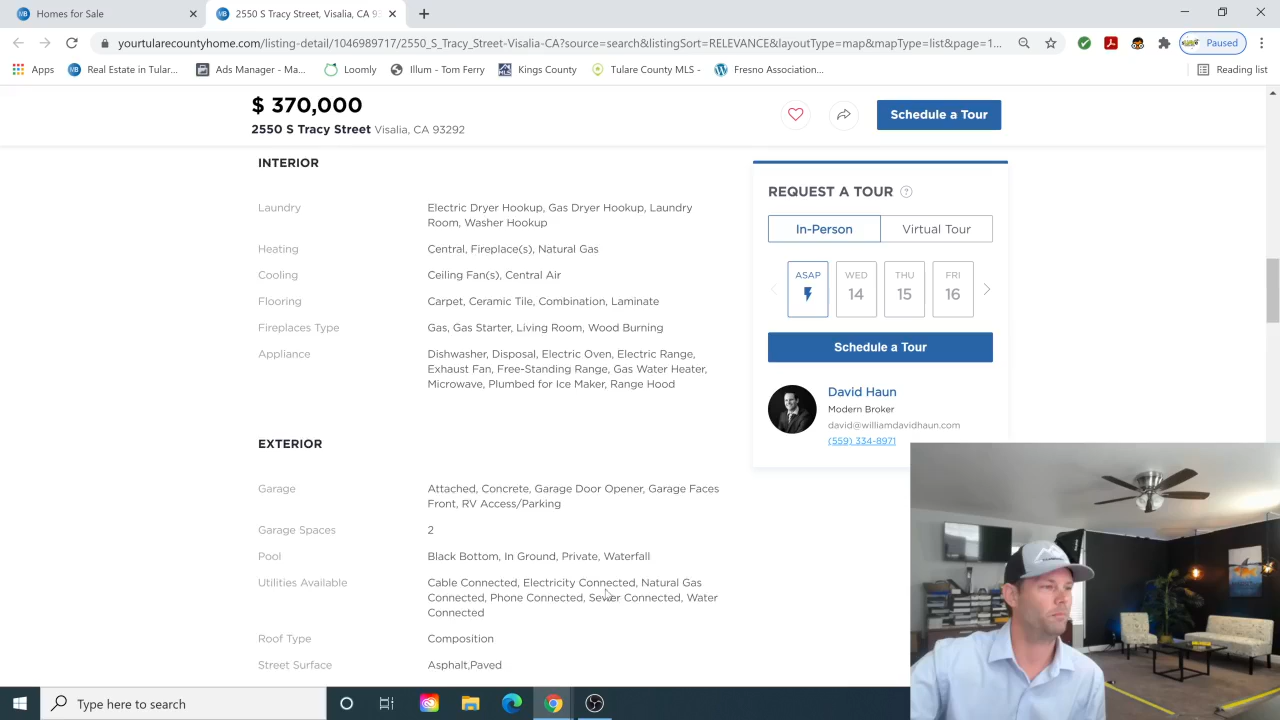 Homes for Sale
2550 S Tracy Street, Visalia, CA 93
yourtularecountyhome.com/listing-detail/1046989717/2550_S_Tracy_Street-Visalia-CA?source=search&listingSort=RELEVANCE&layoutType=map&mapType=list&page=1...
Paused
Apps
Real Estate in Tular...
Ads Manager - Ma...
Loomly
Illum - Tom Ferry
Kings County
Tulare County MLS -
Fresno Association...
Reading list
$ 370,000
2550 S Tracy Street Visalia, CA 93292
Schedule a Tour
INTERIOR
Laundry
Electric Dryer Hookup, Gas Dryer Hookup, Laundry
Room, Washer Hookup
Heating
Central, Fireplace(s), Natural Gas
Cooling
Ceiling Fan(s), Central Air
Flooring
Carpet, Ceramic Tile, Combination, Laminate
Fireplaces Type
Gas, Gas Starter, Living Room, Wood Burning
Appliance
Dishwasher, Disposal, Electric Oven, Electric Range,
Exhaust Fan, Free-Standing Range, Gas Water Heater,
Microwave, Plumbed for Ice Maker, Range Hood
EXTERIOR
Garage
Attached, Concrete, Garage Door Opener, Garage Faces
Front, RV Access/Parking
Garage Spaces
2
Pool
Black Bottom, In Ground, Private, Waterfall
Utilities Available
Cable Connected, Electricity Connected, Natural Gas
Connected, Phone Connected, Sewer Connected, Water
Connected
Roof Type
Composition
Street Surface
Asphalt,Paved
REQUEST A TOUR ?
In-Person
Virtual Tour
ASAP
WED
14
THU
15
FRI
16
Schedule a Tour
David Haun
Modern Broker
david@williamdavidhaun.com
(559) 334-8971
Type here to search